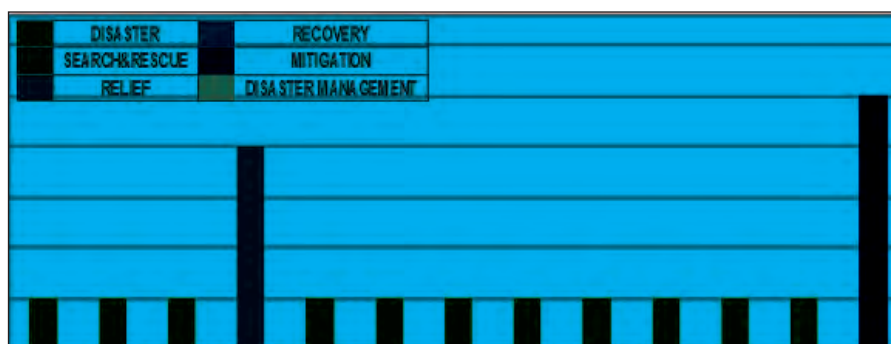 DISASTER RECOVERY
SEARCH&RESCUE MITIGATION
RELIEF DISASTER MANAGEMENT